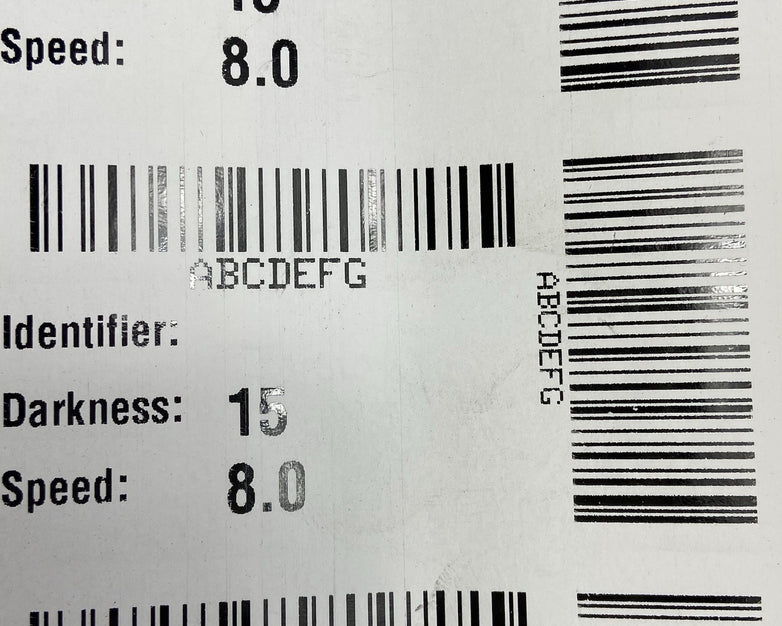 Speed: 8.0
ABCDEFG
ABCDEFG
Identifier:
Darkness: 15
Speed: 8.0